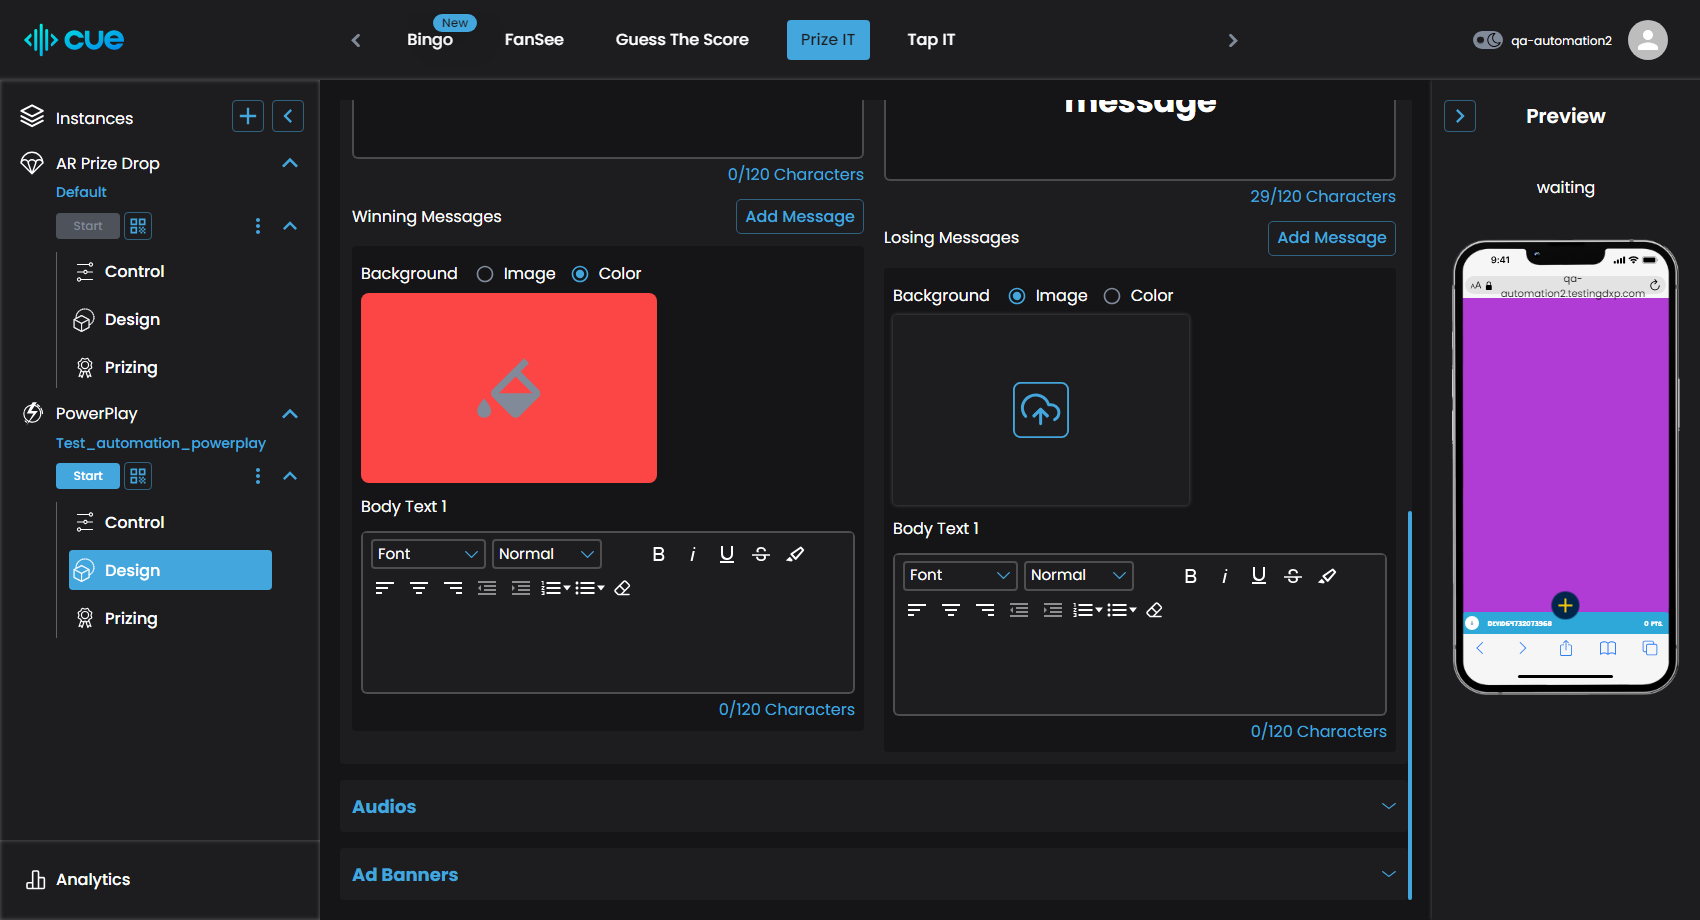 cue
Bingo
New
FanSee
Guess The Score
Prize IT
Tap IT
qa-automation2
Instances
AR Prize Drop
Default
Start
Control
Design
Prizing
PowerPlay
Test_automation_powerplay
Start
Control
Design
Prizing
Analytics
0/120 Characters
Winning Messages
Add Message
Background
Image
Color
Body Text 1
Font
Normal
B i U S
0/120 Characters
message
29/120 Characters
Losing Messages
Add Message
Background
Image
Color
Body Text 1
Font
Normal
B i U S
0/120 Characters
Audios
Ad Banners
Preview
waiting
9:41
AA
qa-
automation2.testingdxp.com
0 PTS.